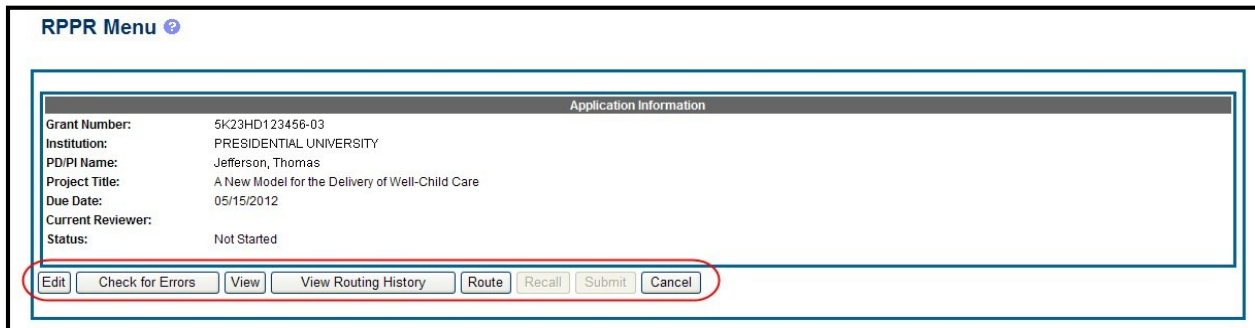 RPPR Menu ?
Application Information
Grant Number: 5K23HD123456-03
Institution: PRESIDENTIAL UNIVERSITY
PD/PI Name: Jefferson, Thomas
Project Title: A New Model for the Delivery of Well-Child Care
Due Date: 05/15/2012
Current Reviewer:
Status: Not Started
Edit Check for Errors View View Routing History Route Recall Submit Cancel